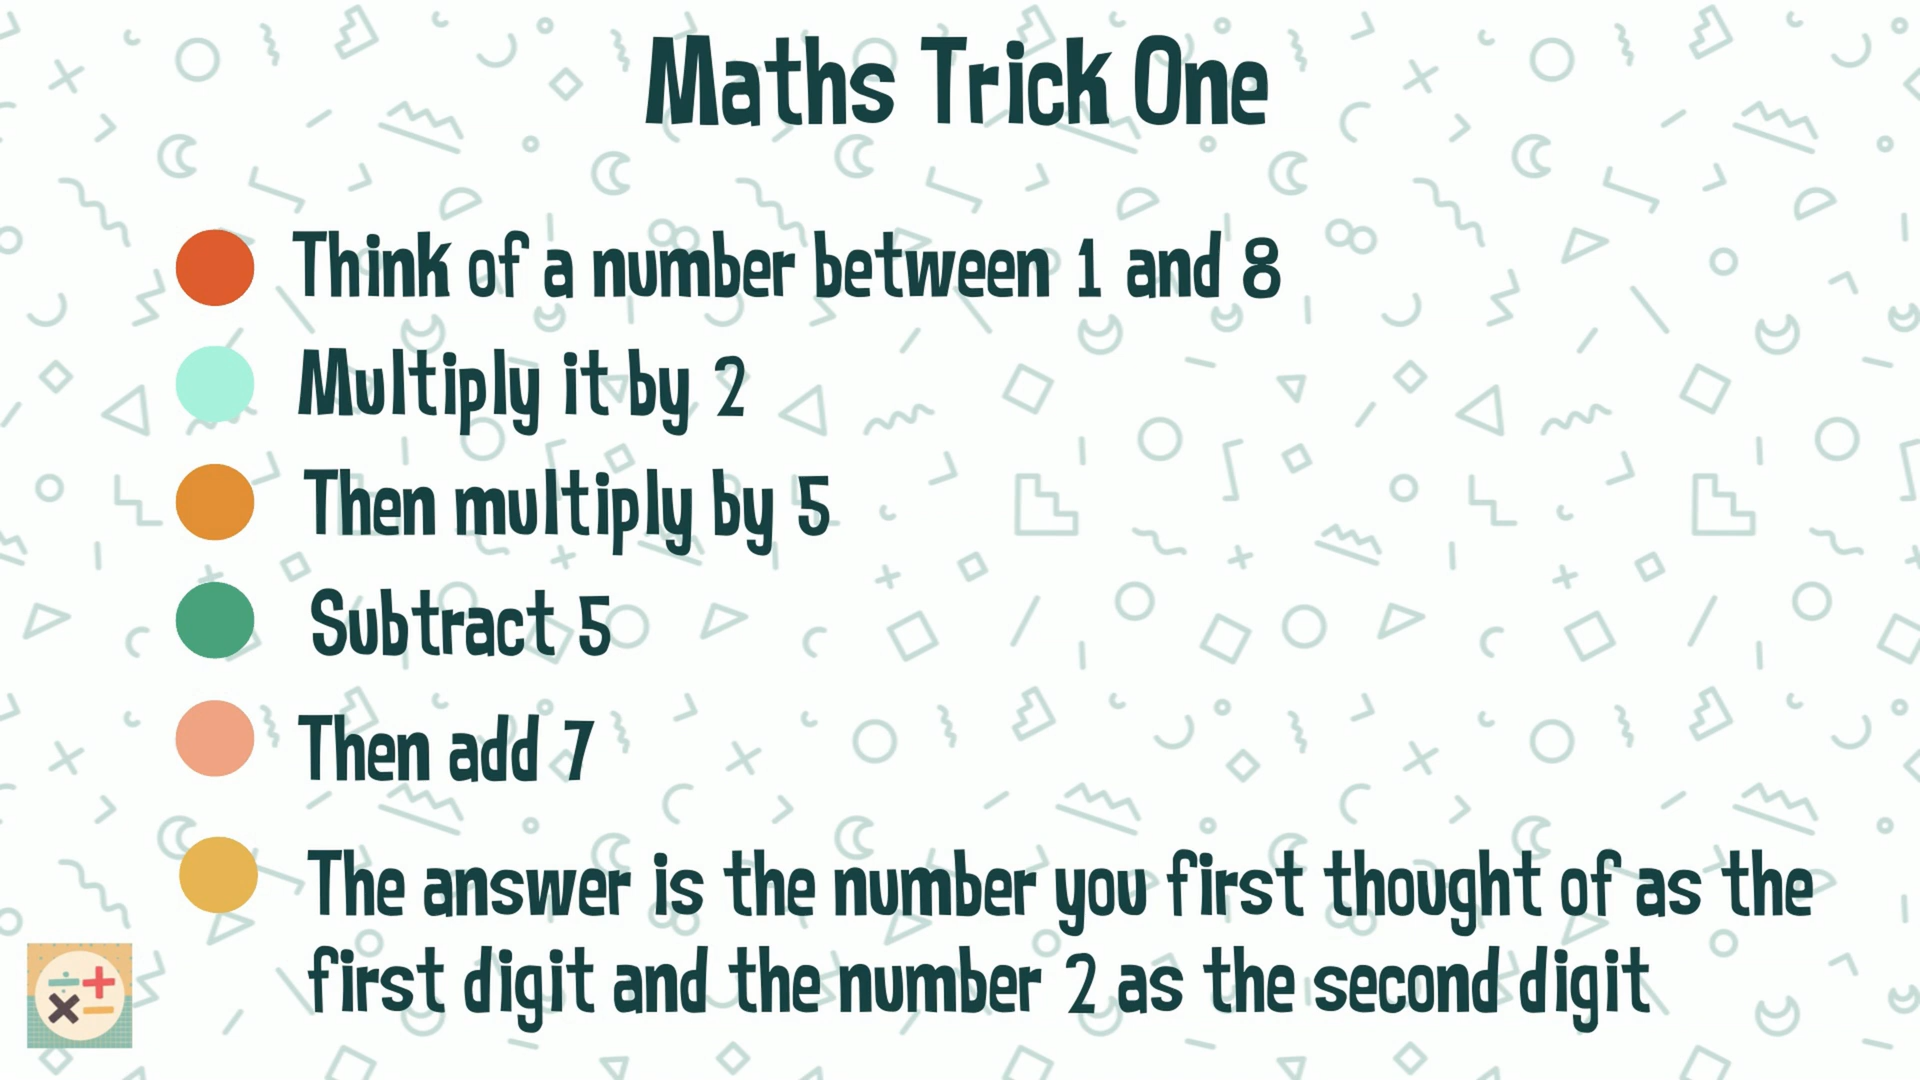 Maths Trick One
Think of a number between 1 and 8
Multiply it by 2
Then multiply by 5
Subtract 5
Then add 7
The answer is the number you first thought of as the
first digit and the number 2 as the second digit